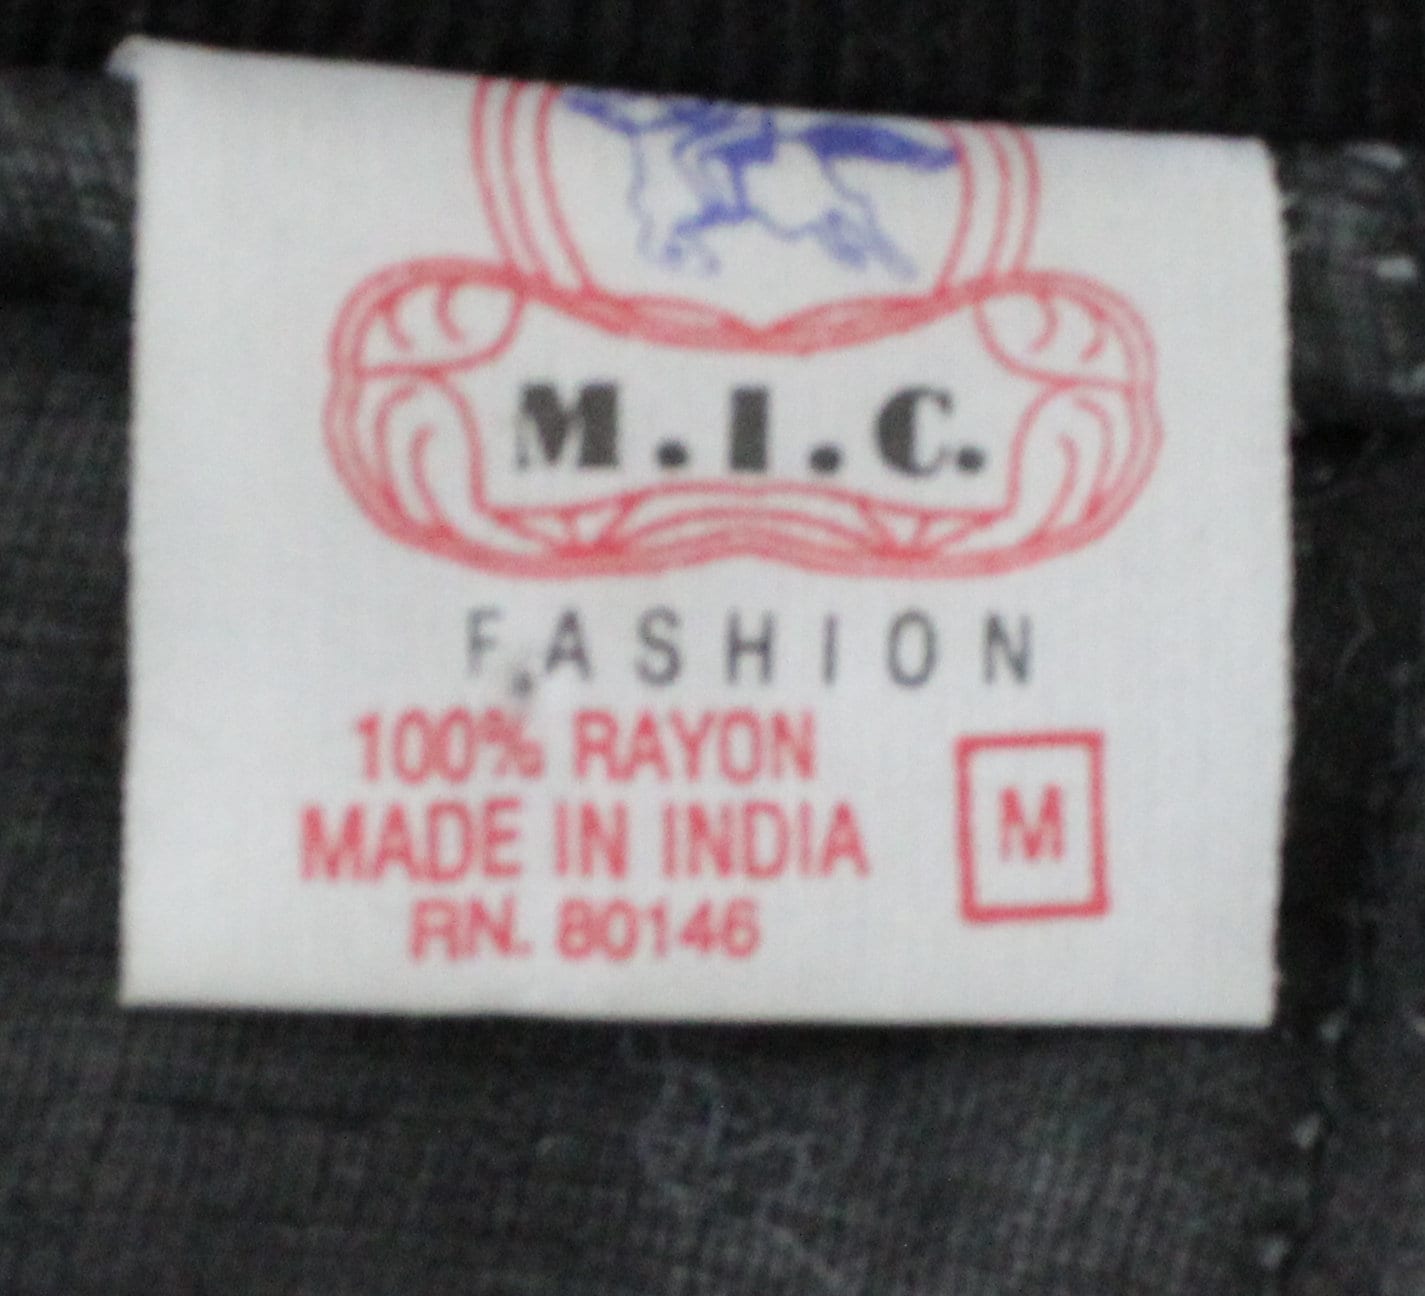 M.I.C.
FASHION
100% RAYON
MADE IN INDIA
RN. 80146
M